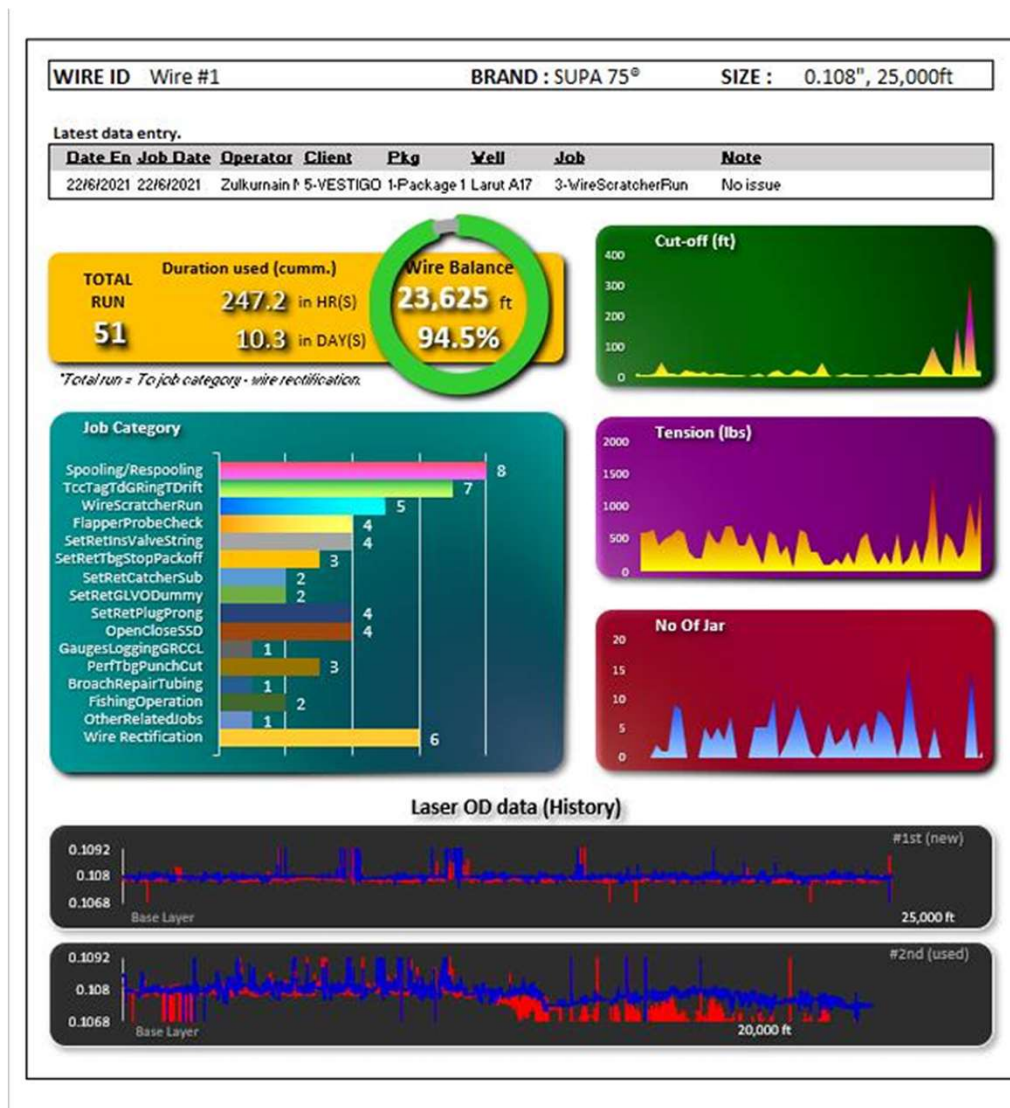 WIRE ID Wire #1 BRAND : SUPA 75® SIZE : 0.108", 25,000ft
Latest data entry.
Date En Job Date Operator Client Pkg Well Job Note
22/6/2021 22/6/2021 Zulkurnain N 5-VESTIGO 1-Package 1 Larut A17 3-WireScratcherRun No issue
TOTAL RUN
51
Duration used (cumm.)
247.2 in HR(S)
10.3 in DAY(S)
Wire Balance
23,625 ft
94.5%
*Total run = To job category - wire rectification.
Cut-off (ft)
400
300
200
100
0
Job Category
Spooling/Respooling 8
TccTagTdGRingTDrift 7
WireScratcherRun 5
FlapperProbeCheck 4
SetRetInsValveString 4
SetRetTbgStopPackoff 3
SetRetCatcherSub 2
SetRetGLVODummy 2
SetRetPlugProng 4
OpenCloseSSD 4
GaugesLoggingGRCCL 1
PerfTbgPunchCut 3
BroachRepairTubing 1
FishingOperation 2
OtherRelatedJobs 1
Wire Rectification 6
Tension (lbs)
2000
1500
1000
500
0
No Of Jar
20
15
10
5
0
Laser OD data (History)
#1st (new)
0.1092
0.108
0.1068
Base Layer
25,000 ft
#2nd (used)
0.1092
0.108
0.1068
Base Layer
20,000 ft